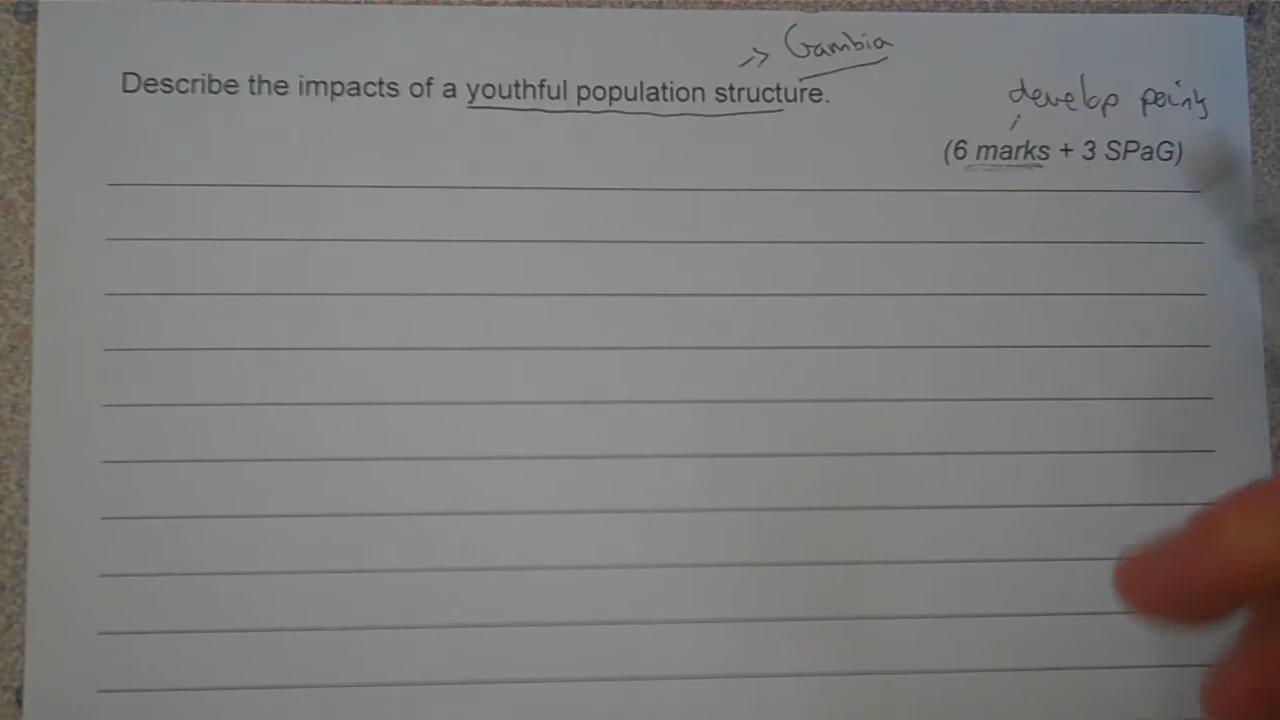 >> Gambia
Describe the impacts of a youthful population structure.
develop points
(6 marks + 3 SPaG)